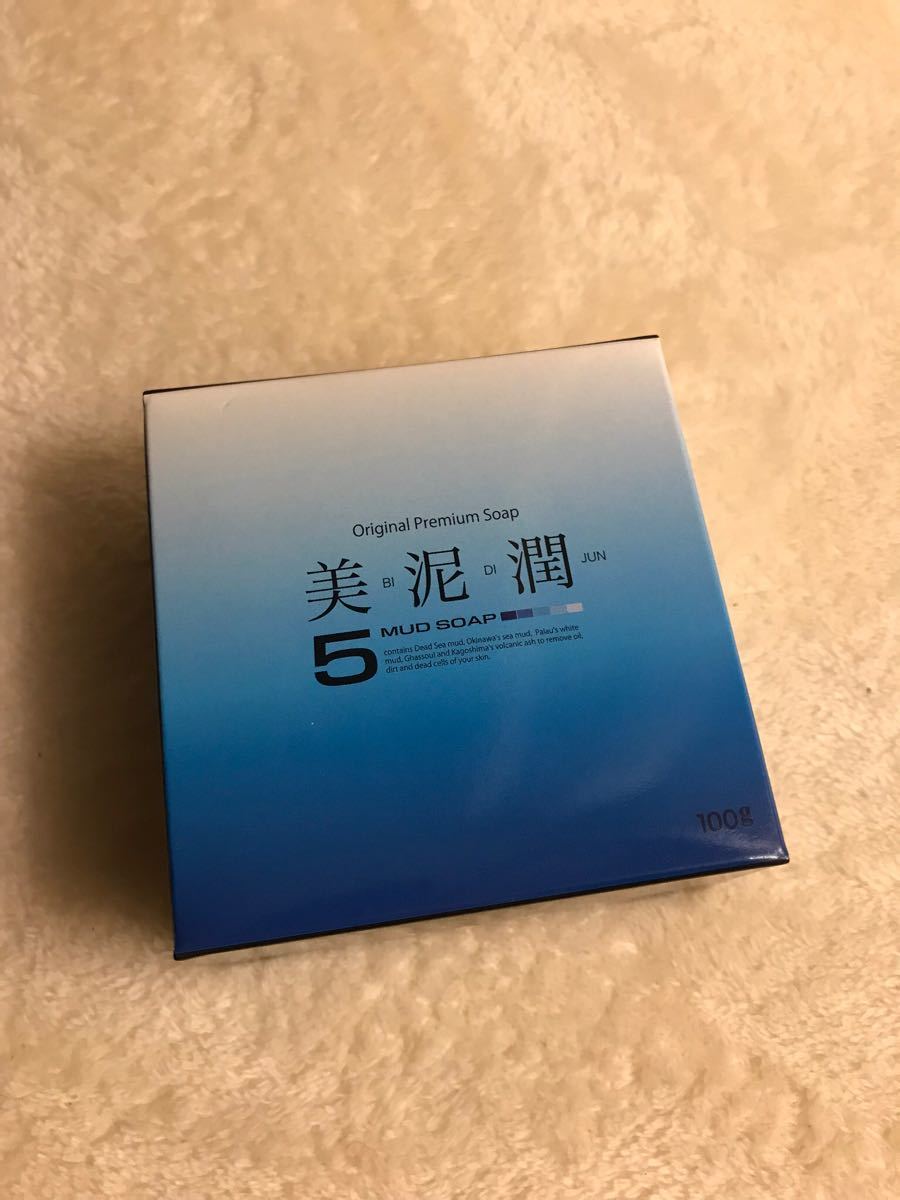 Original Premium Soap
美 BI 泥 DI 潤 JUN
5 MUD SOAP
contains Dead Sea mud, Okinawa's sea mud, Palau's white
mud, Ghassoul and Kagoshima's volcanic ash to remove oil,
dirt and dead cells of your skin.
100g